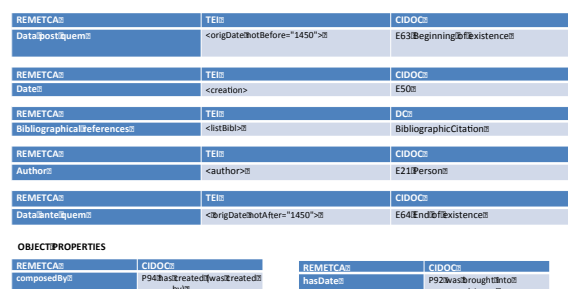 REMETCA TEI CIDOC
Data post quem <origDate notBefore="1450"> E63 Beginning of existence
REMETCA TEI CIDOC
Date <creation> E50
REMETCA TEI DC
Bibliographical references <listBibl> BibliographicCitation
REMETCA TEI CIDOC
Author <author> E21 Person
REMETCA TEI CIDOC
Data ante quem <origDate notAfter="1450"> E64 End of existence
OBJECT PROPERTIES
REMETCA CIDOC
composedBy P94 has created (was created by)
REMETCA CIDOC
hasDate P92 was brought into